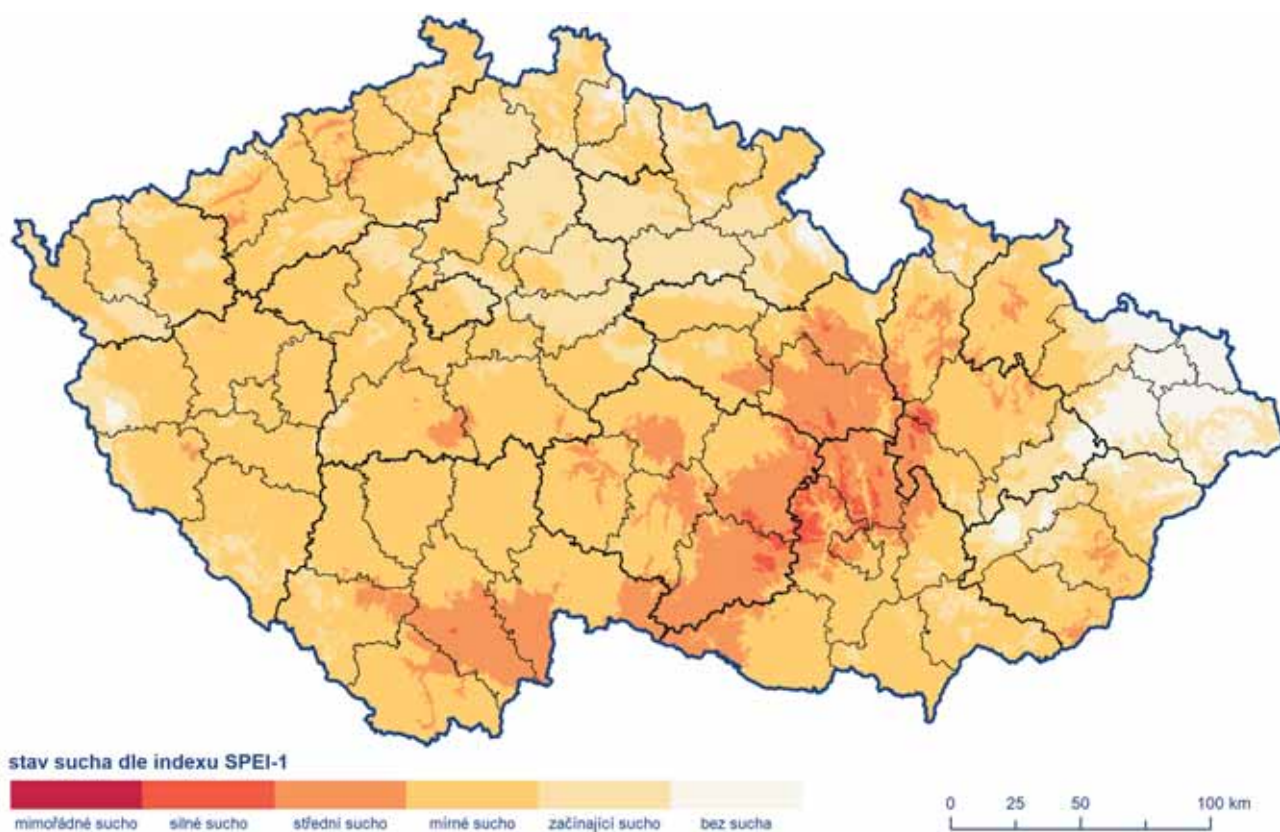 stav sucha dle indexu SPEI-1
mimořádné sucho silné sucho střední sucho mírné sucho začínající sucho bez sucha
0 25 50 100 km